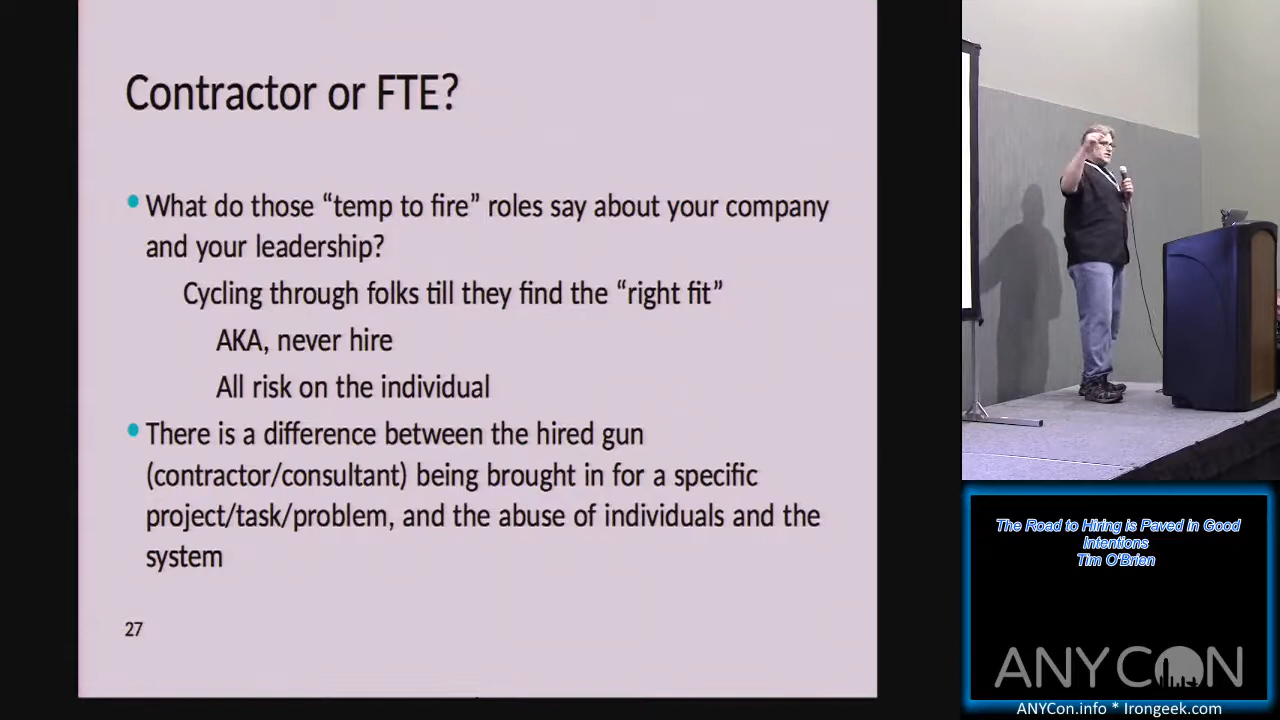 Contractor or FTE?
• What do those “temp to fire” roles say about your company
and your leadership?
Cycling through folks till they find the “right fit”
AKA, never hire
All risk on the individual
• There is a difference between the hired gun
(contractor/consultant) being brought in for a specific
project/task/problem, and the abuse of individuals and the
system
27
The Road to Hiring is Paved in Good
Intentions
Tim O'Brien
ANYCON
ANYCon.info * Irongeek.com